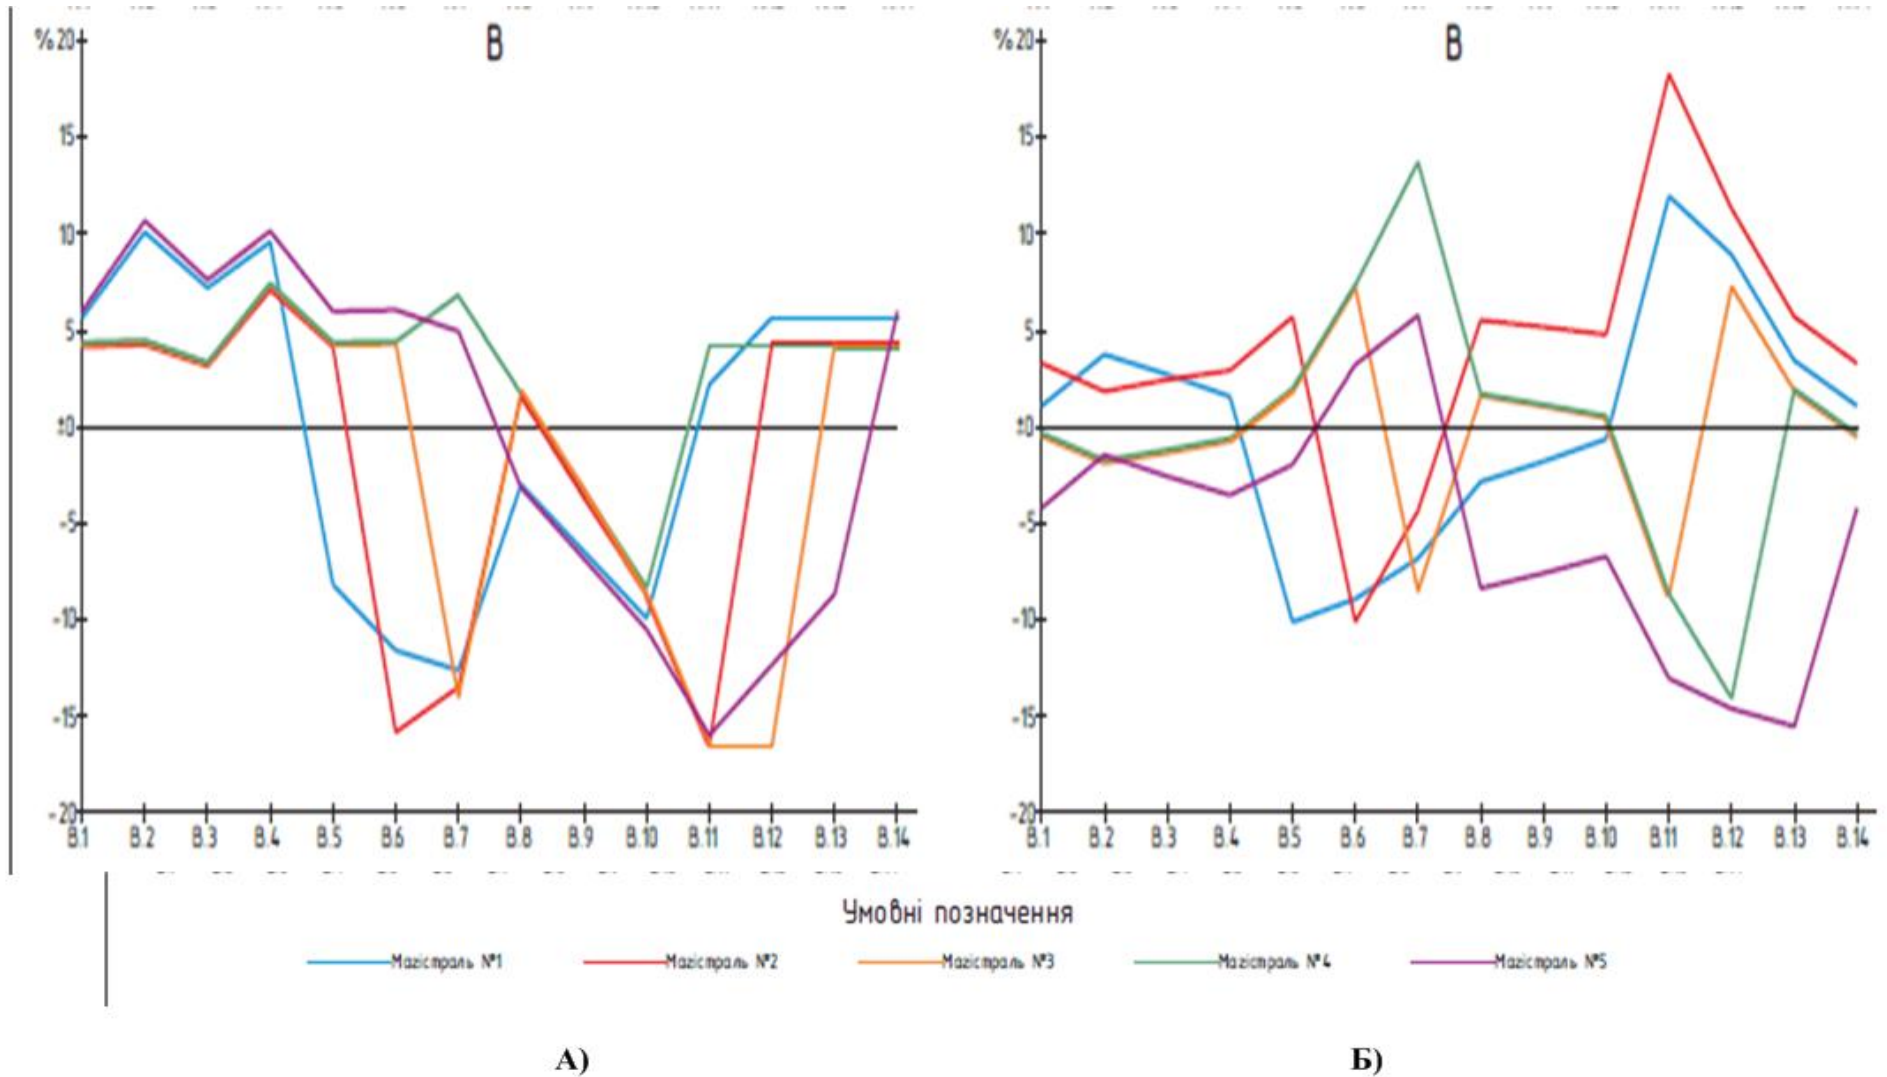 В В
%20 %20
15 15
10 10
5 5
±0 ±0
-5 -5
-10 -10
-15 -15
-20 -20
В.1 В.2 В.3 В.4 В.5 В.6 В.7 В.8 В.9 В.10 В.11 В.12 В.13 В.14 В.1 В.2 В.3 В.4 В.5 В.6 В.7 В.8 В.9 В.10 В.11 В.12 В.13 В.14
Умовні позначення
Магістраль №1 Магістраль №2 Магістраль №3 Магістраль №4 Магістраль №5
А) Б)